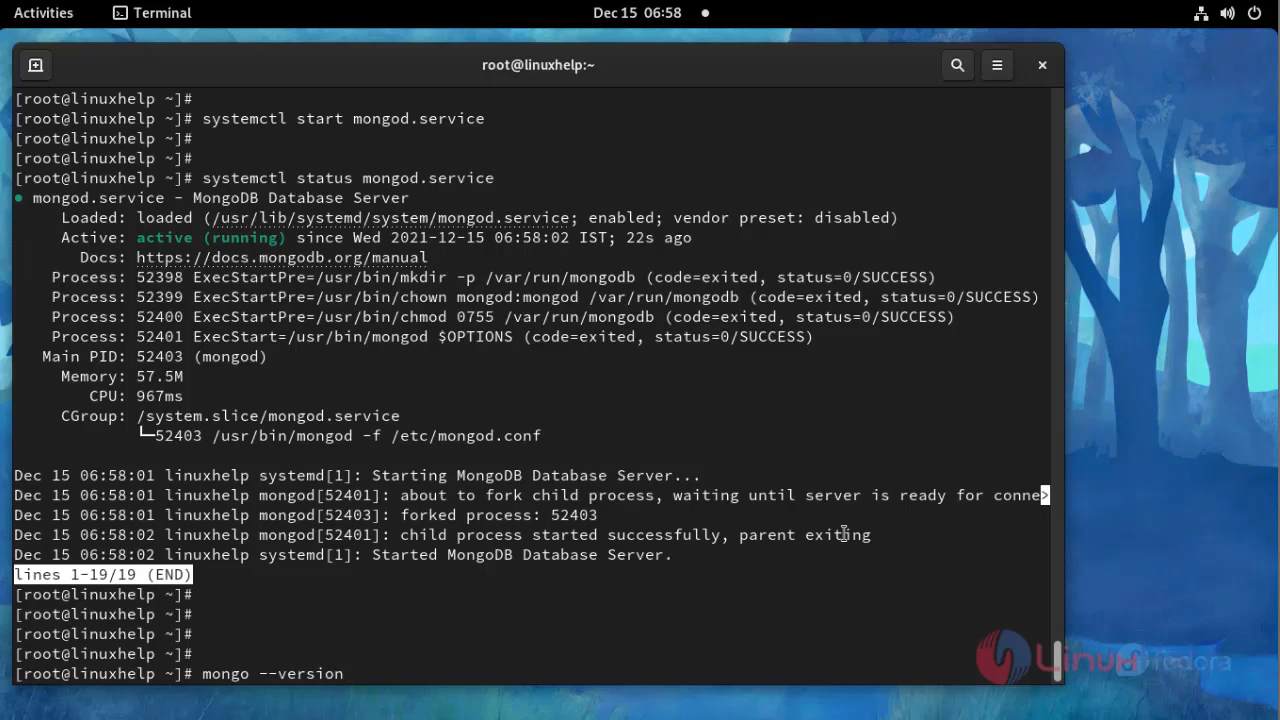 Activities Terminal Dec 15 06:58
root@linuxhelp:~
[root@linuxhelp ~]#
[root@linuxhelp ~]# systemctl start mongod.service
[root@linuxhelp ~]#
[root@linuxhelp ~]#
[root@linuxhelp ~]# systemctl status mongod.service
● mongod.service - MongoDB Database Server
Loaded: loaded (/usr/lib/systemd/system/mongod.service; enabled; vendor preset: disabled)
Active: active (running) since Wed 2021-12-15 06:58:02 IST; 22s ago
Docs: https://docs.mongodb.org/manual
Process: 52398 ExecStartPre=/usr/bin/mkdir -p /var/run/mongodb (code=exited, status=0/SUCCESS)
Process: 52399 ExecStartPre=/usr/bin/chown mongod:mongod /var/run/mongodb (code=exited, status=0/SUCCESS)
Process: 52400 ExecStartPre=/usr/bin/chmod 0755 /var/run/mongodb (code=exited, status=0/SUCCESS)
Process: 52401 ExecStart=/usr/bin/mongod $OPTIONS (code=exited, status=0/SUCCESS)
Main PID: 52403 (mongod)
Memory: 57.5M
CPU: 967ms
CGroup: /system.slice/mongod.service
└─52403 /usr/bin/mongod -f /etc/mongod.conf
Dec 15 06:58:01 linuxhelp systemd[1]: Starting MongoDB Database Server...
Dec 15 06:58:01 linuxhelp mongod[52401]: about to fork child process, waiting until server is ready for conne>
Dec 15 06:58:01 linuxhelp mongod[52403]: forked process: 52403
Dec 15 06:58:02 linuxhelp mongod[52401]: child process started successfully, parent exiting
Dec 15 06:58:02 linuxhelp systemd[1]: Started MongoDB Database Server.
lines 1-19/19 (END)
[root@linuxhelp ~]#
[root@linuxhelp ~]#
[root@linuxhelp ~]#
[root@linuxhelp ~]#
[root@linuxhelp ~]# mongo --version